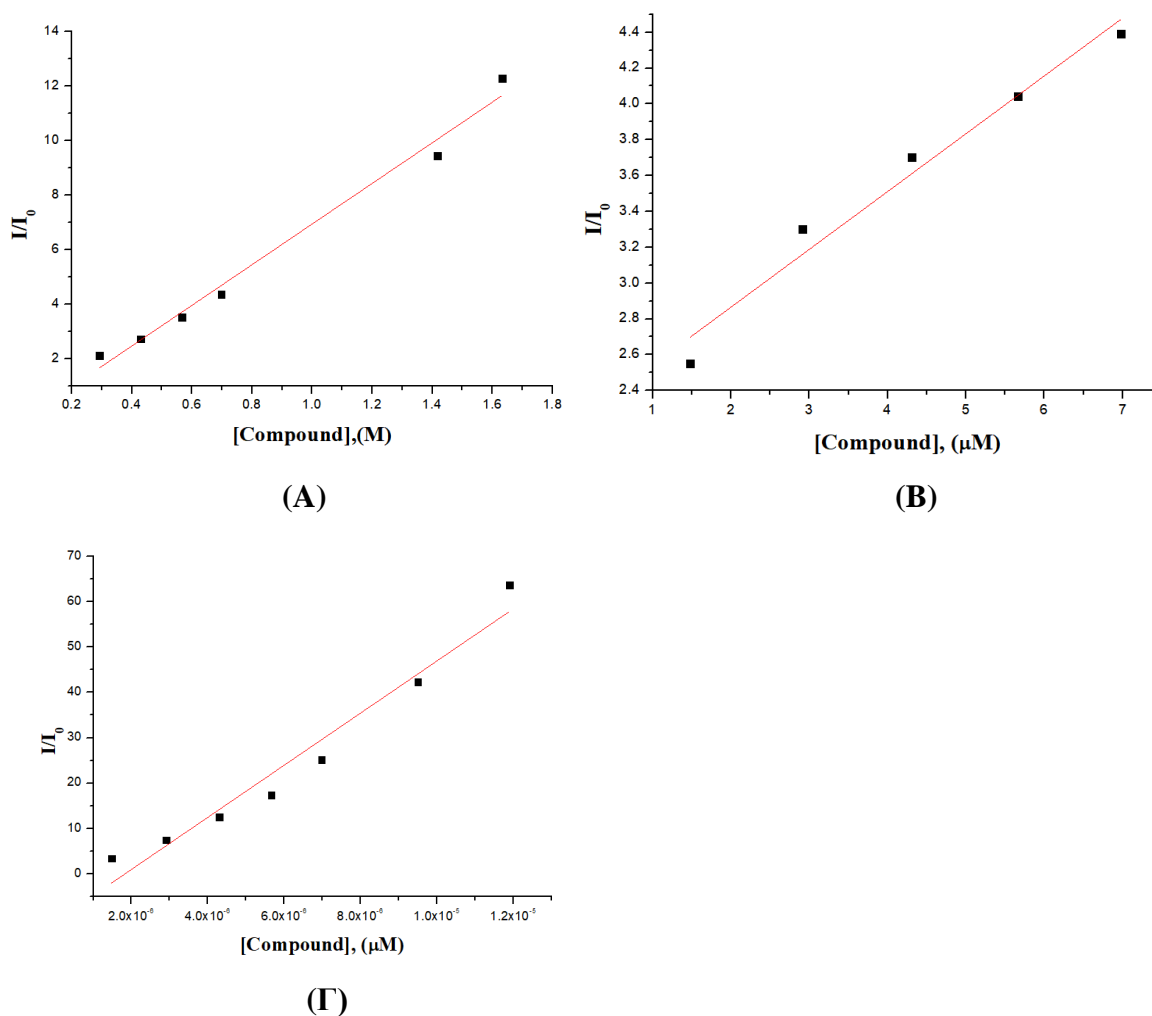 14
12
10
8
6
4
2
I/I0
0.2 0.4 0.6 0.8 1.0 1.2 1.4 1.6 1.8
[Compound],(M)
(A)
4.4
4.2
4.0
3.8
3.6
3.4
3.2
3.0
2.8
2.6
2.4
I/I0
1 2 3 4 5 6 7
[Compound], (μM)
(B)
70
60
50
40
30
20
10
0
I/I0
2.0x10-6 4.0x10-6 6.0x10-6 8.0x10-6 1.0x10-5 1.2x10-5
[Compound], (μM)
(Γ)